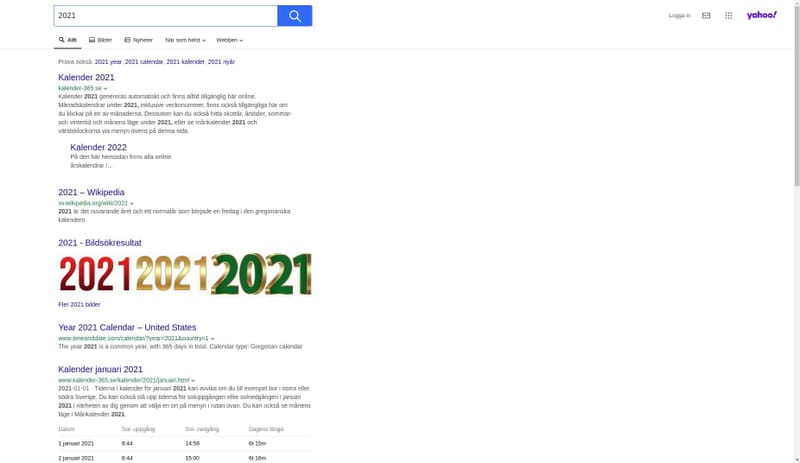 2021
Logga in
yahoo!
Allt
Bilder
Nyheter
När som helst
Webben
Prova också: 2021 year, 2021 calendar, 2021 kalender, 2021 nyår
Kalender 2021
kalender-365.se
Kalender 2021 genereras automatiskt och finns alltid tillgänglig här online.
Månadskalendrar under 2021, inklusive veckonummer, finns också tillgängliga här om
du klickar på en av månaderna. Dessutom kan du också hitta skottår, årstider, sommar-
och vintertid och månens läge under 2021, eller se månkalender 2021 och
världsklockorna via menyn överst på denna sida.
Kalender 2022
På den här hemsidan finns alla online
årskalendrar /...
2021 – Wikipedia
sv.wikipedia.org/wiki/2021
2021 är det nuvarande året och ett normalår som började en fredag i den gregorianska
kalendern.
2021 - Bildsökresultat
2021 2021 2021
Fler 2021 bilder
Year 2021 Calendar – United States
www.timeanddate.com/calendar/?year=2021&country=1
The year 2021 is a common year, with 365 days in total. Calendar type: Gregorian calendar
Kalender januari 2021
www.kalender-365.se/kalender/2021/januari.html
2021-01-01 · Tiderna i kalender för januari 2021 kan avvika om du till exempel bor i norra eller
södra Sverige. Du kan också slå upp tiderna för soluppgången eller solnedgången i januari
2021 i närheten av dig genom att välja en ort på menyn i rutan ovan. Du kan också se månens
läge i Månkalender 2021.
Datum Sol- uppgång Sol- nedgång Dagens längd
1 januari 2021 8:44 14:59 6t 15m
2 januari 2021 8:44 15:00 6t 16m